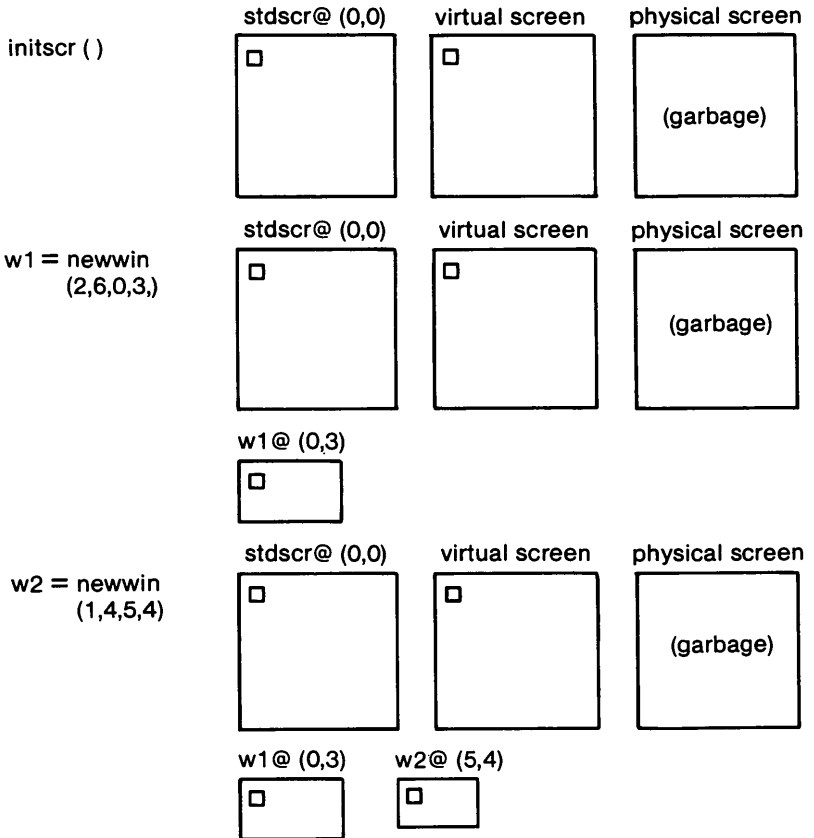 stdscr@ (0,0) virtual screen physical screen
initscr ( )
(garbage)
stdscr@ (0,0) virtual screen physical screen
w1 = newwin
(2,6,0,3,)
(garbage)
w1@ (0,3)
stdscr@ (0,0) virtual screen physical screen
w2 = newwin
(1,4,5,4)
(garbage)
w1@ (0,3) w2@ (5,4)